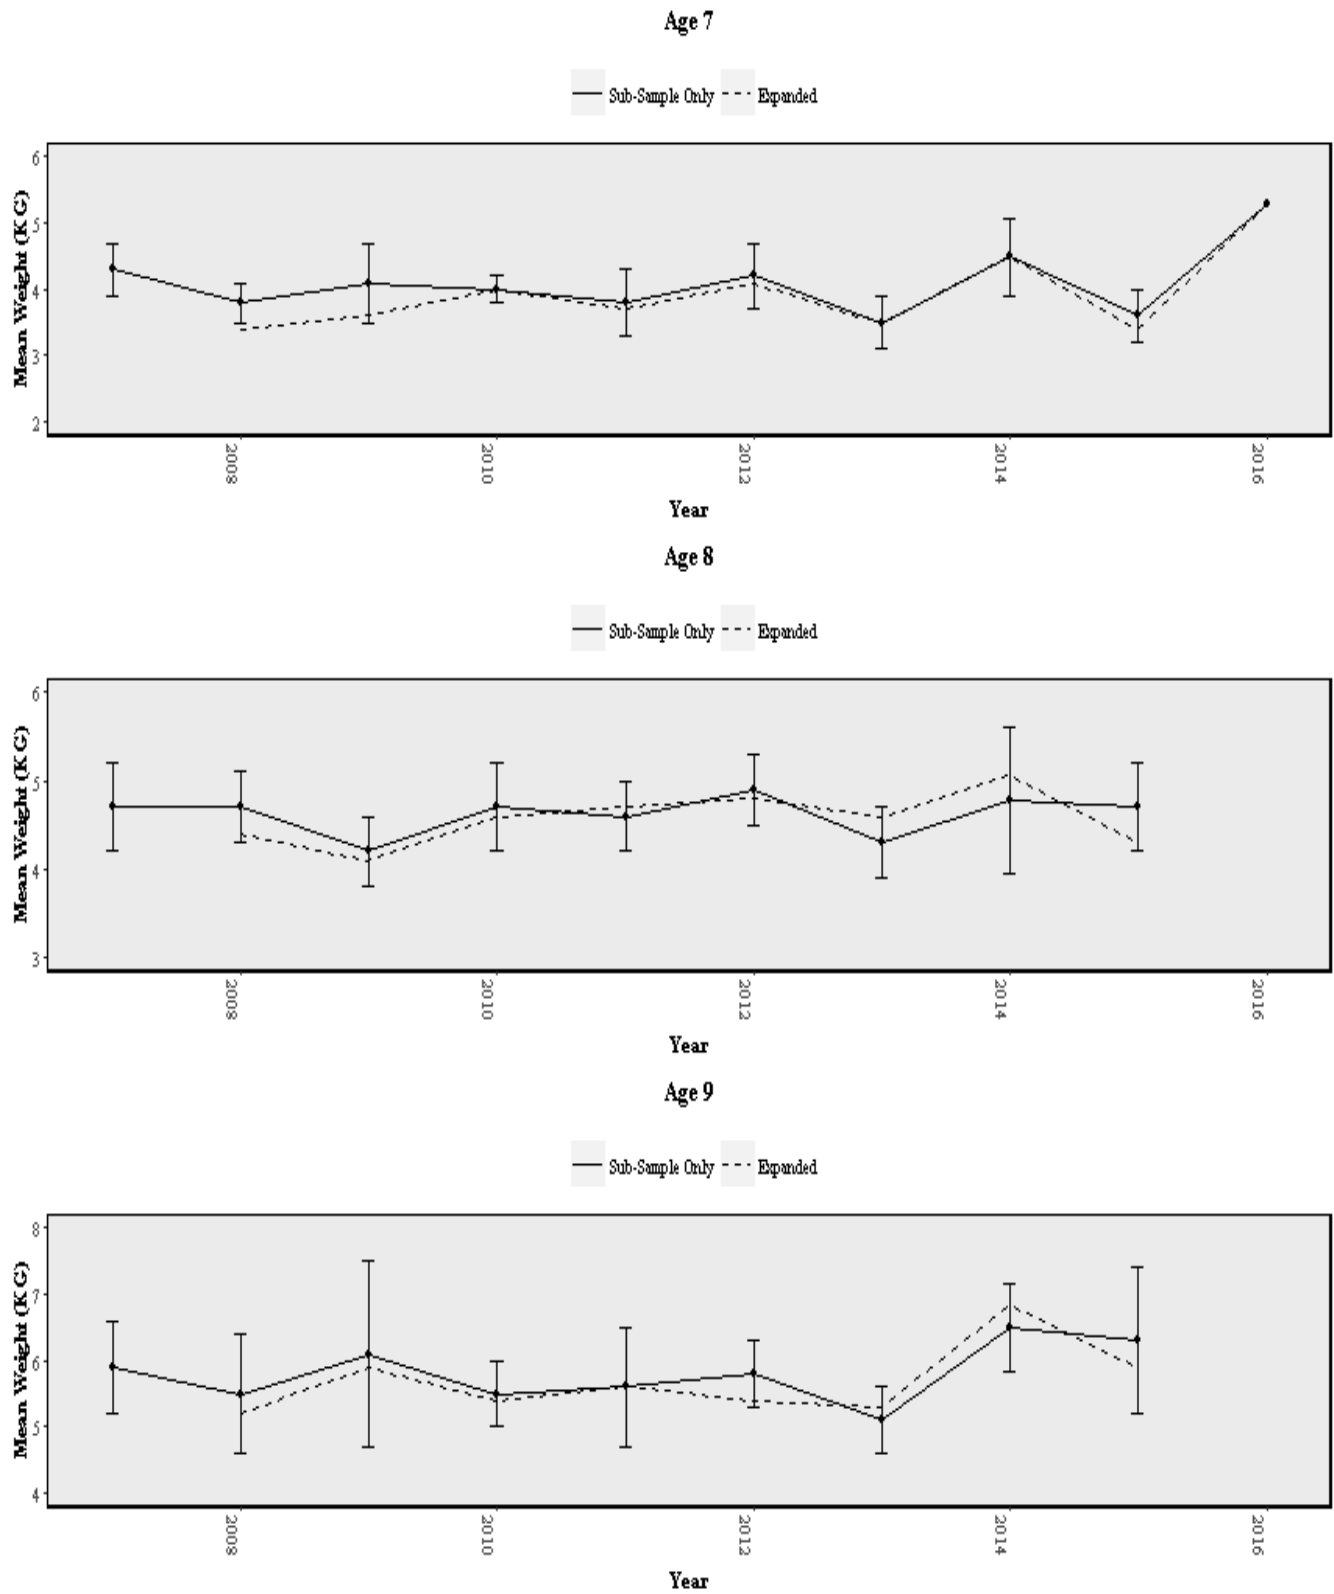 Age 7
Sub-Sample Only Expanded
Mean Weight (KG)
6
5
4
3
2
2008 2010 2012 2014 2016
Year
Age 8
Sub-Sample Only Expanded
Mean Weight (KG)
6
5
4
3
2008 2010 2012 2014 2016
Year
Age 9
Sub-Sample Only Expanded
Mean Weight (KG)
8
7
6
5
4
2008 2010 2012 2014 2016
Year